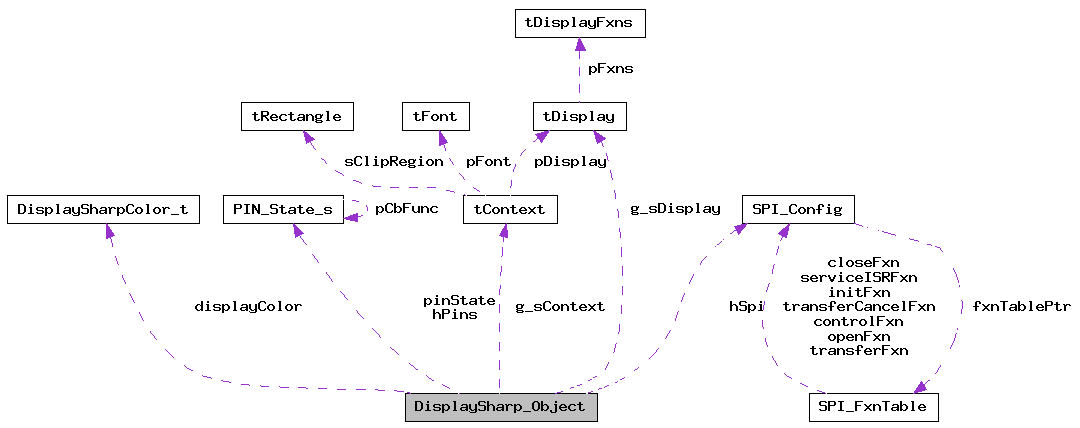 tDisplayFxns
pFxns
tRectangle
tFont
tDisplay
sClipRegion
pFont
pDisplay
DisplaySharpColor_t
PIN_State_s
pCbFunc
tContext
g_sDisplay
SPI_Config
displayColor
pinState
hPins
g_sContext
hSpi
closeFxn
serviceISRFxn
initFxn
transferCancelFxn
controlFxn
openFxn
transferFxn
fxnTablePtr
DisplaySharp_Object
SPI_FxnTable